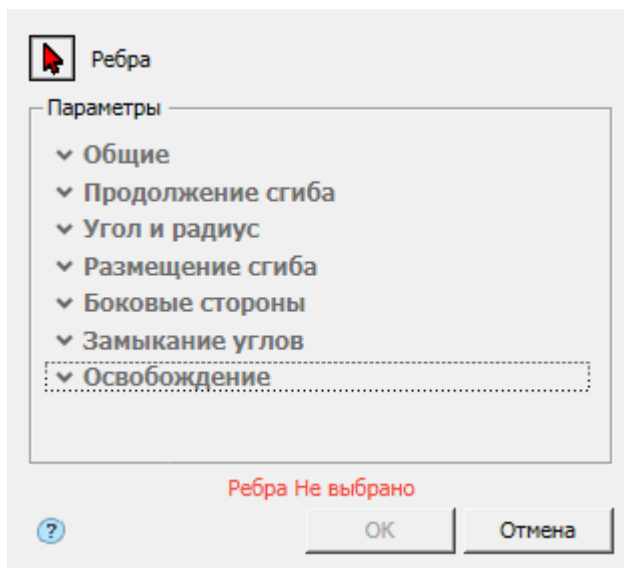 Ребра
Параметры
Общие
Продолжение сгиба
Угол и радиус
Размещение сгиба
Боковые стороны
Замыкание углов
Освобождение
Ребра Не выбрано
?
OK
Отмена